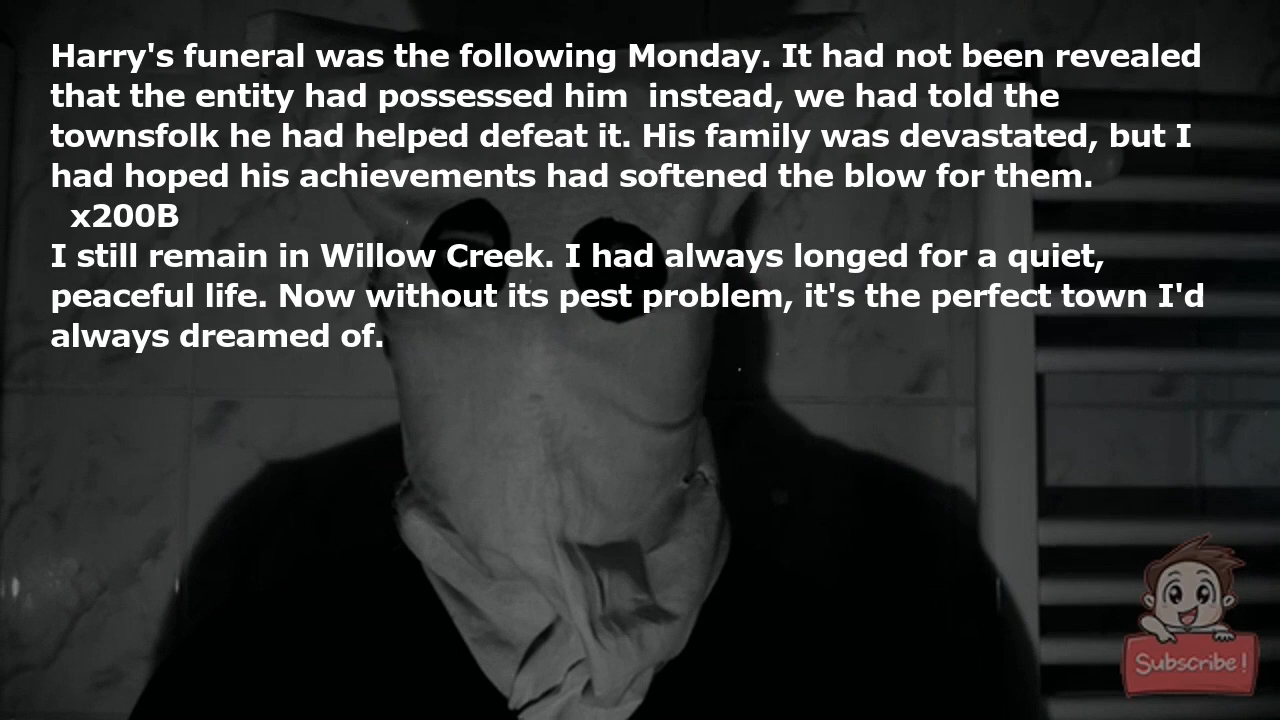 Harry's funeral was the following Monday. It had not been revealed
that the entity had possessed him  instead, we had told the
townsfolk he had helped defeat it. His family was devastated, but I
had hoped his achievements had softened the blow for them.
x200B
I still remain in Willow Creek. I had always longed for a quiet,
peaceful life. Now without its pest problem, it's the perfect town I'd
always dreamed of.
Subscribe!